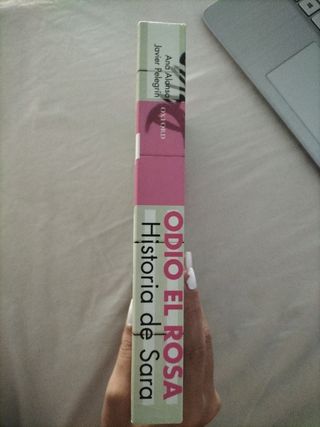 Ana Alonso
Javier Pelegrín
OXFORD
ODIO EL ROSA
Historia de Sara